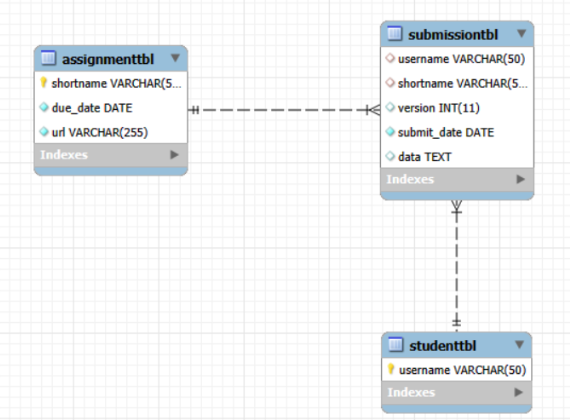 assignmenttbl
shortname VARCHAR(5...
due_date DATE
url VARCHAR(255)
Indexes
submissiontbl
username VARCHAR(50)
shortname VARCHAR(5...
version INT(11)
submit_date DATE
data TEXT
Indexes
studenttbl
username VARCHAR(50)
Indexes